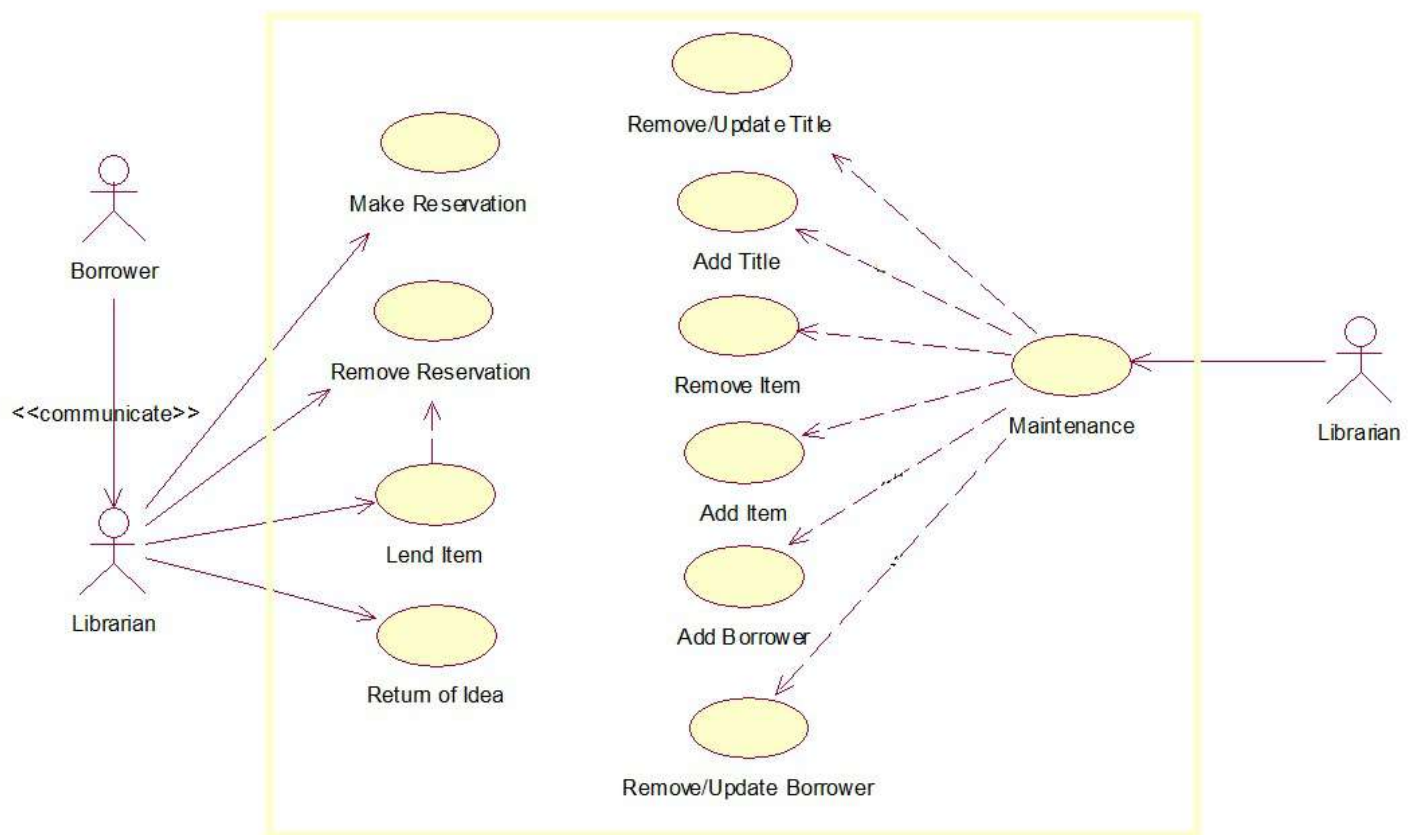 Remove/Update Title
Make Reservation
Add Title
Borrower
Remove Reservation
Remove Item
<<communicate>>
Maintenance
Librarian
Add Item
Lend Item
Librarian
Add Borrower
Return of Idea
Remove/Update Borrower